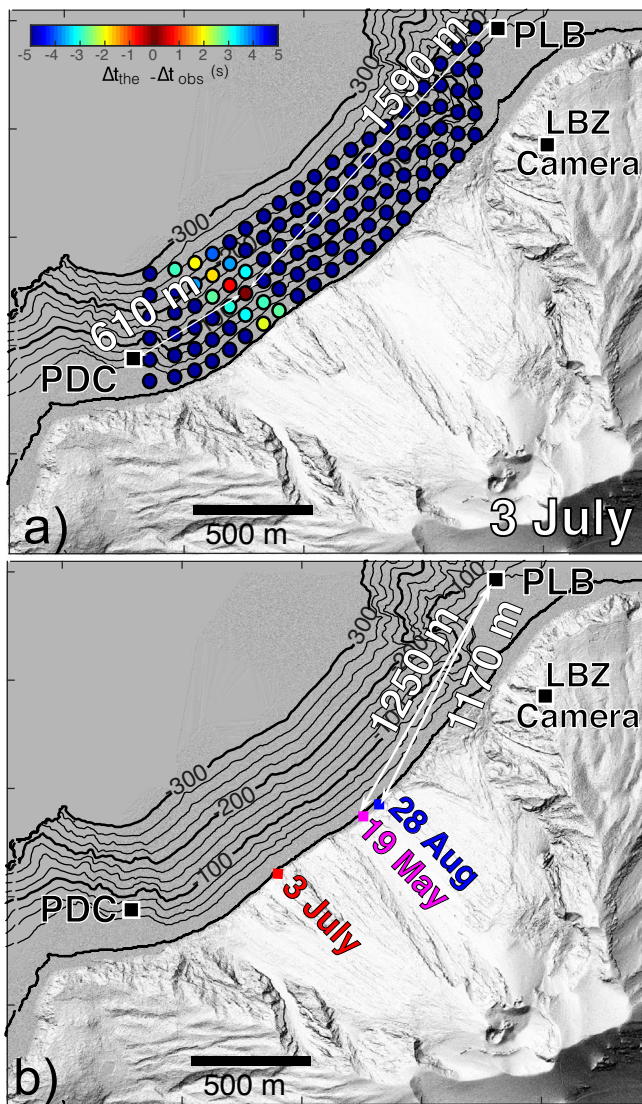 -5 -4 -3 -2 -1 0 1 2 3 4 5
Δt_the -Δt_obs (s)
300
PLB
1590 m
LBZ
Camera
300
610 m
PDC
a)
500 m
3 July
100
PLB
300
1250 m
1170 m
LBZ
Camera
300
200
100
28 Aug
19 May
PDC
3 July
b)
500 m